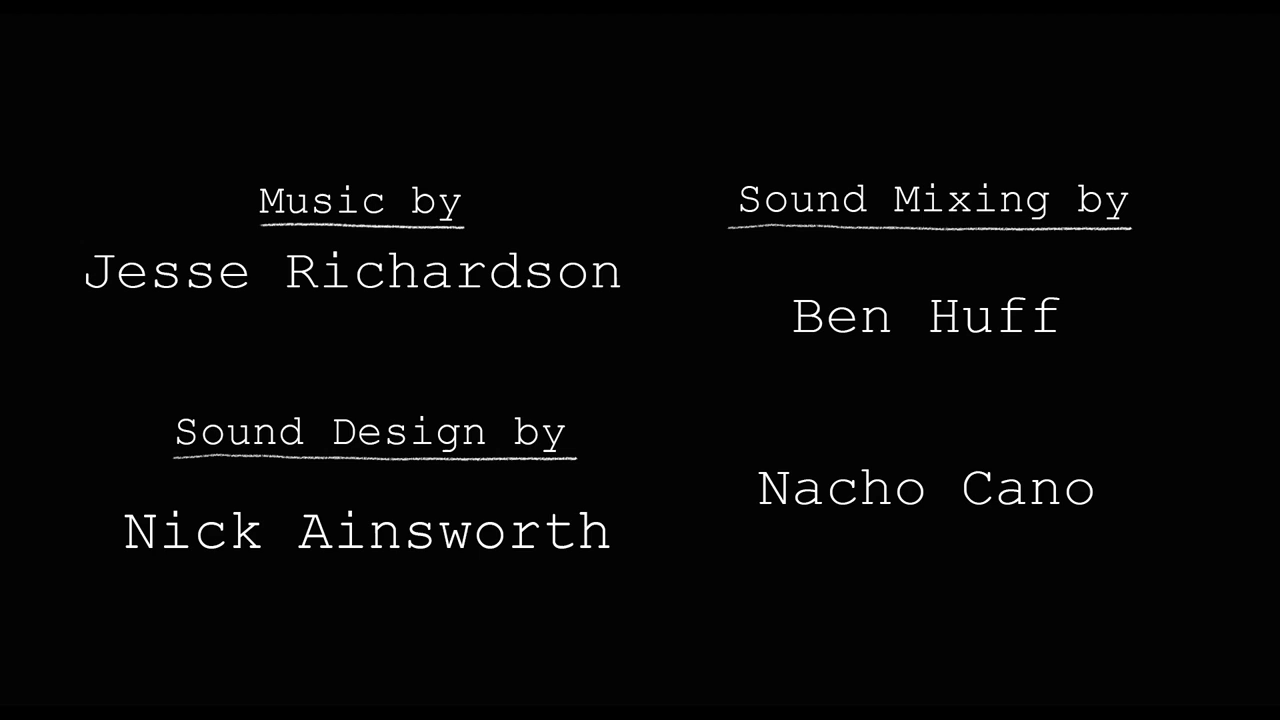 Music by
Jesse Richardson
Sound Design by
Nick Ainsworth
Sound Mixing by
Ben Huff
Nacho Cano